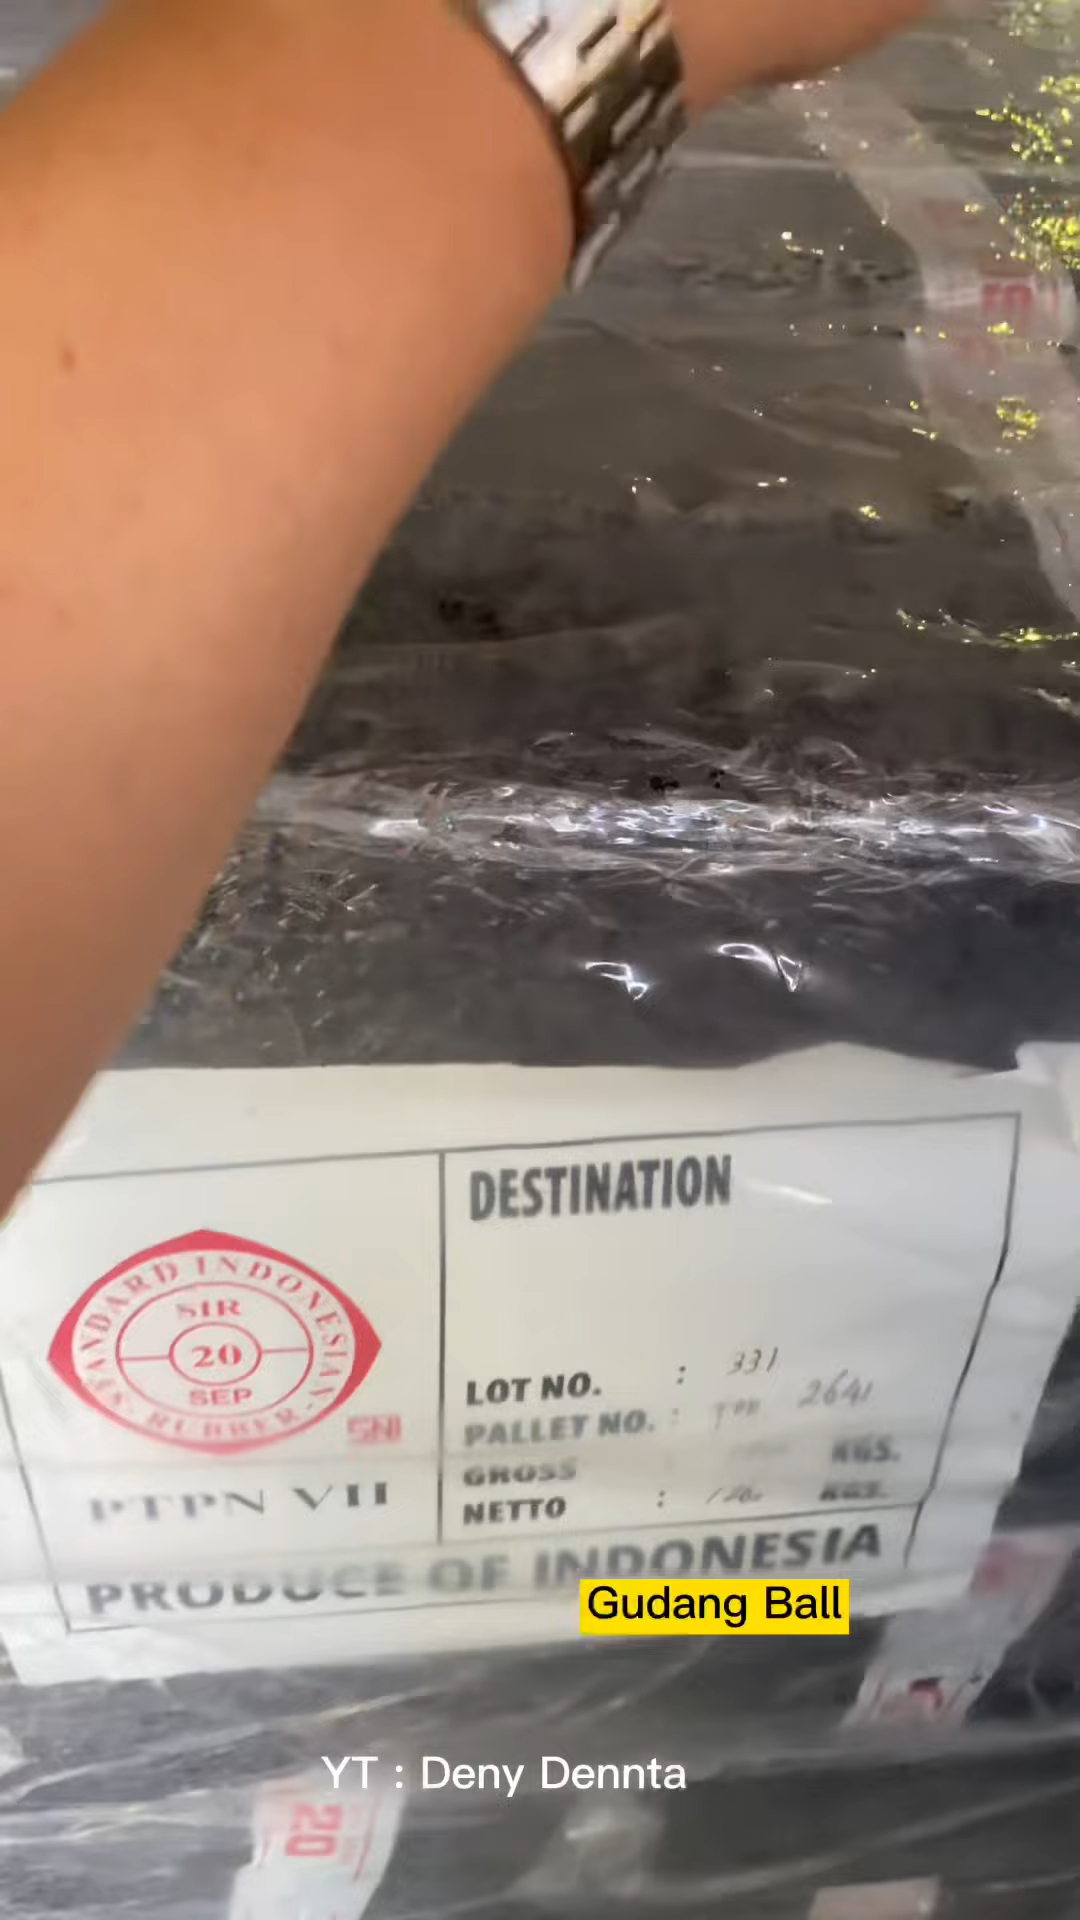 DESTINATION
STANDARD INDONESIAN
SIR
20
SEP
RUBBER
SNI
LOT NO. : 331
PALLET NO. : 2641
GROSS KGS.
NETTO : KGS.
PTPN VII
PRODUCE OF INDONESIA
Gudang Ball
YT : Deny Dennta
20